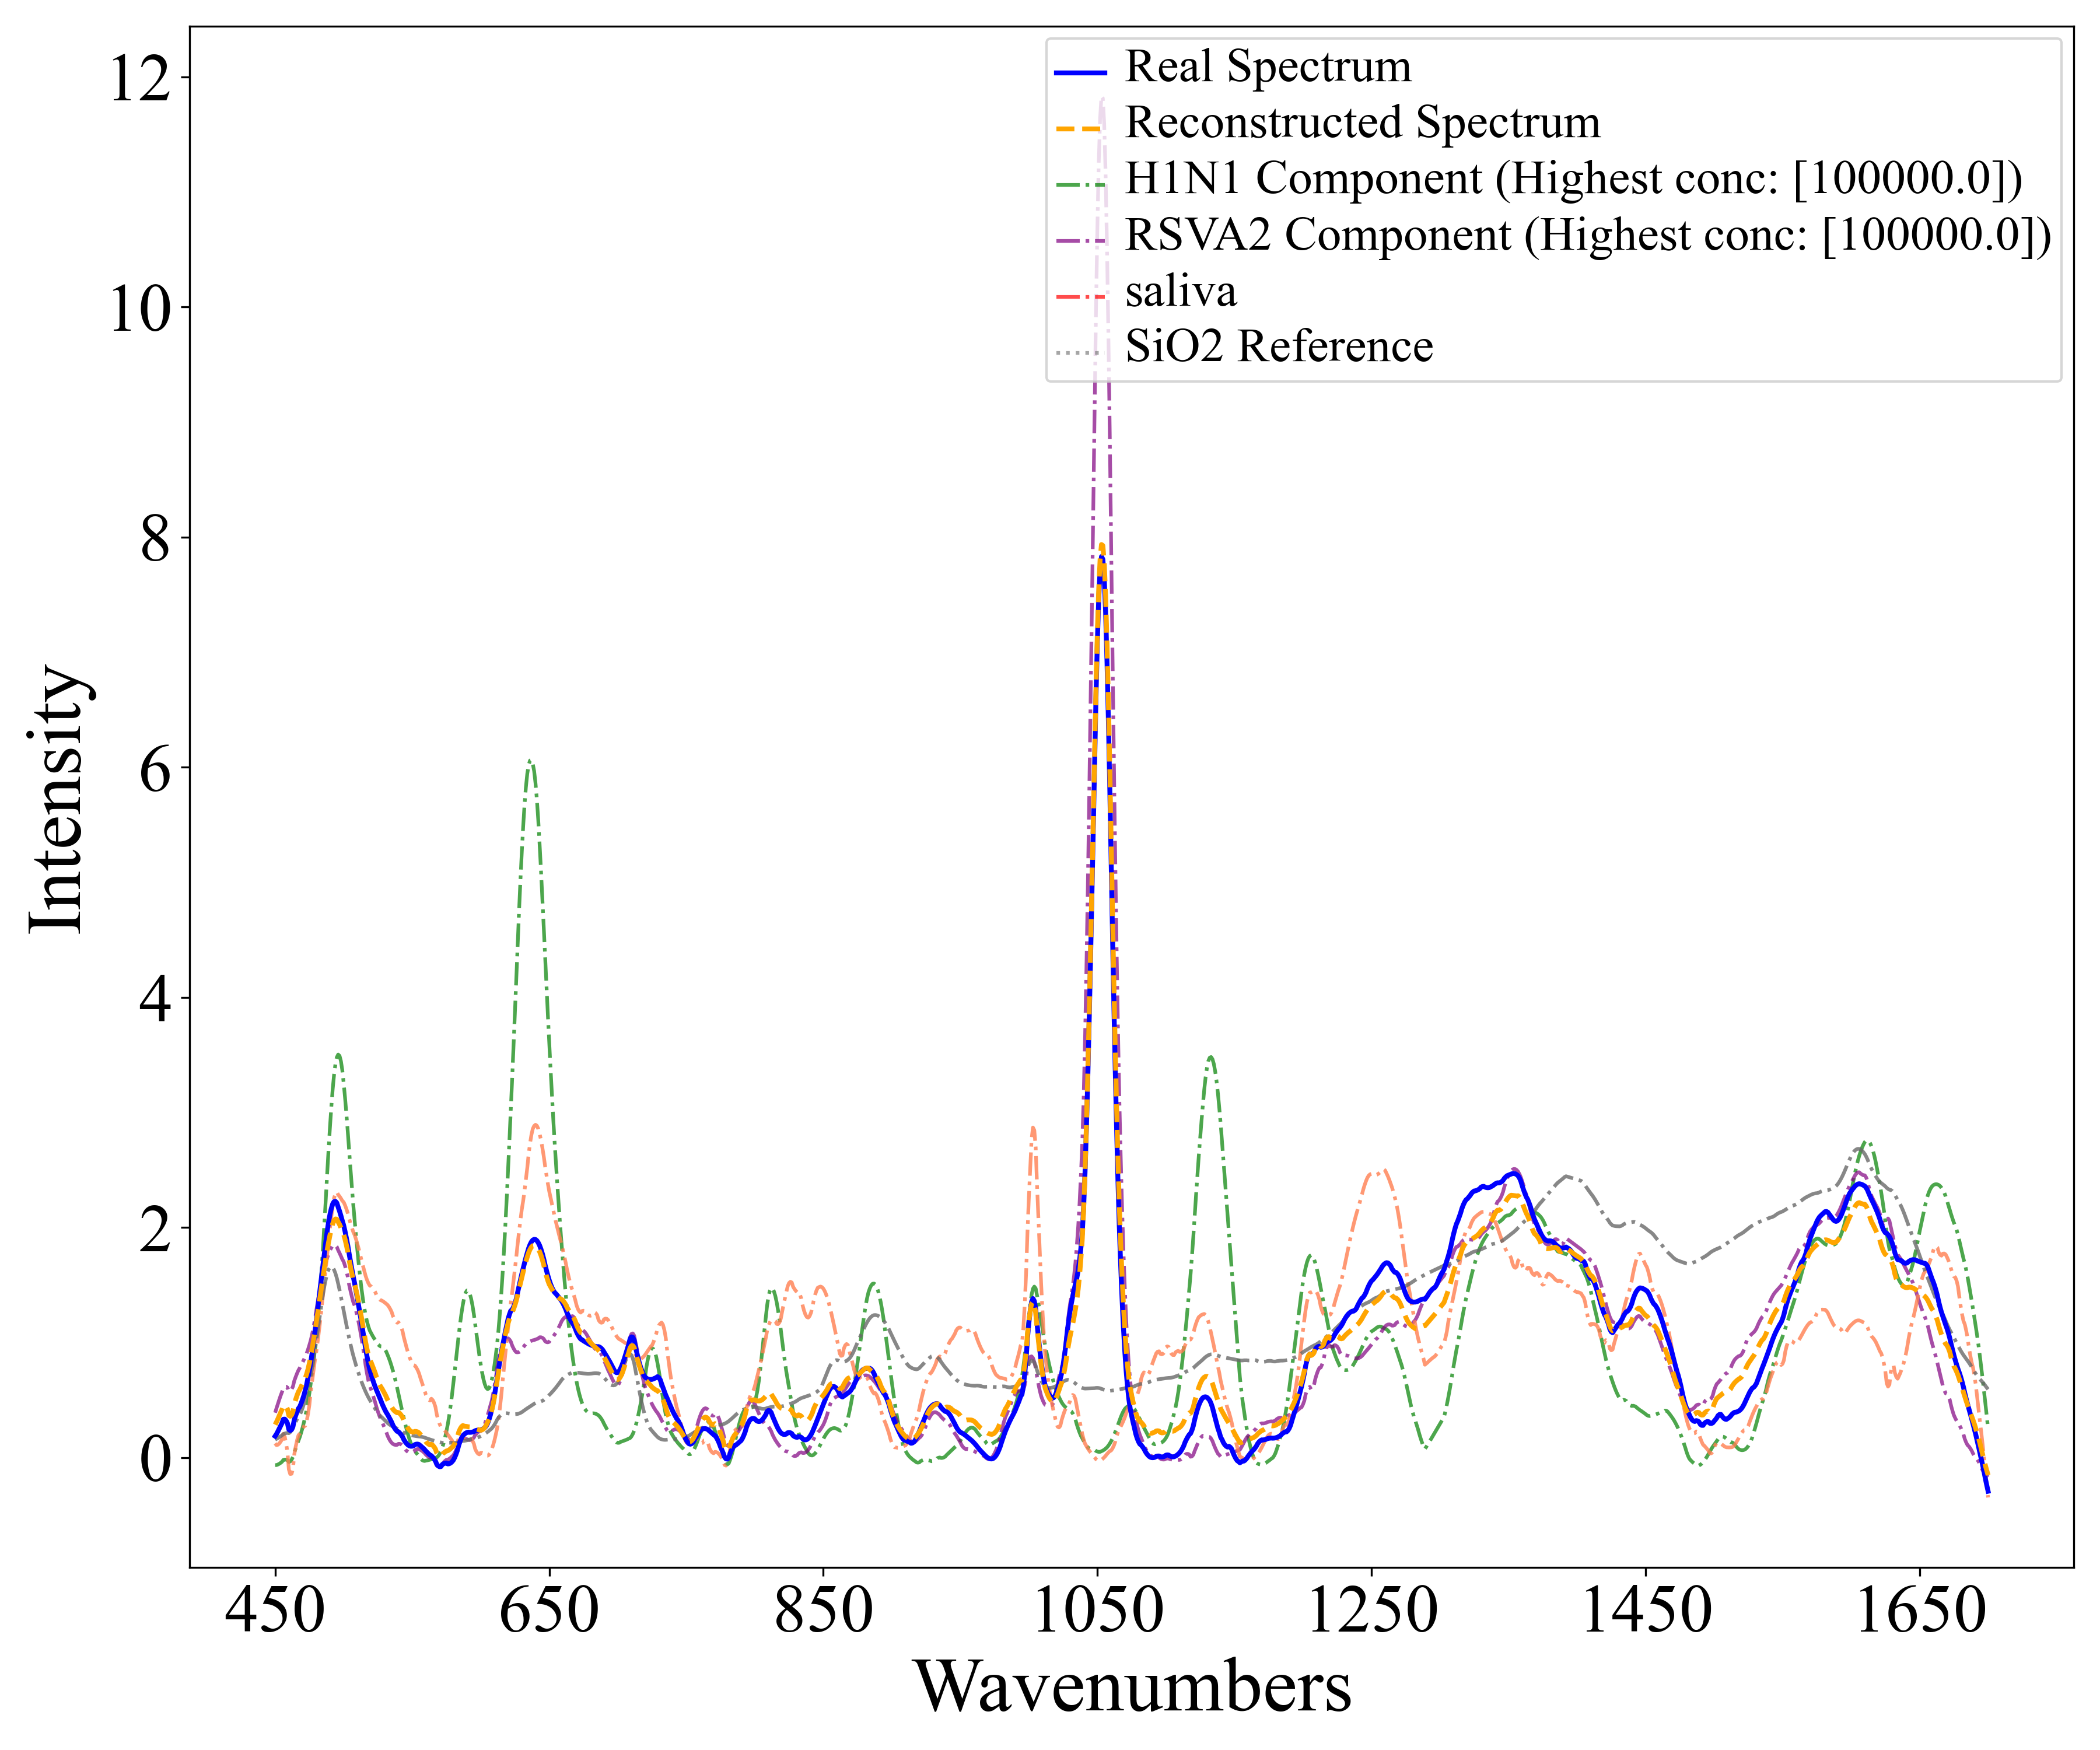 Real Spectrum
Reconstructed Spectrum
H1N1 Component (Highest conc: [100000.0])
RSVA2 Component (Highest conc: [100000.0])
saliva
SiO2 Reference
12
10
8
6
4
2
0
Intensity
450 650 850 1050 1250 1450 1650
Wavenumbers